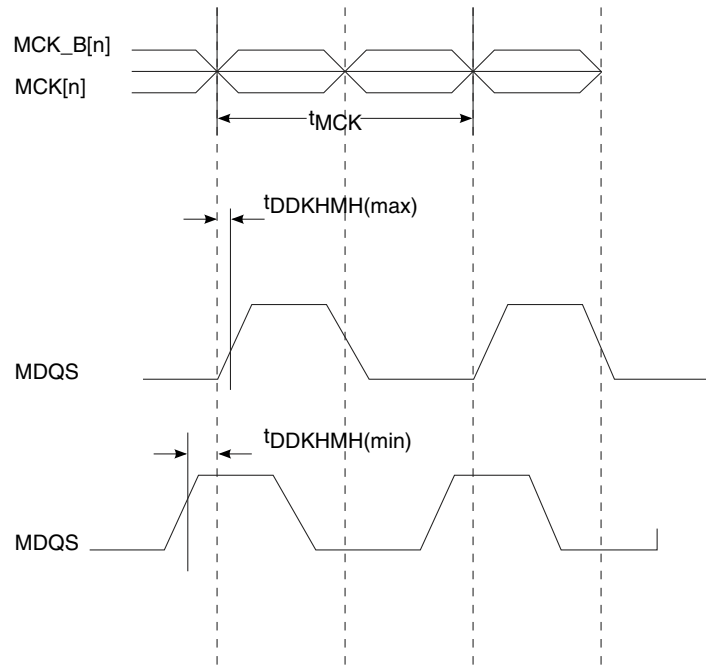 MCK_B[n]
MCK[n]
tMCK
tDDKHMH(max)
MDQS
tDDKHMH(min)
MDQS